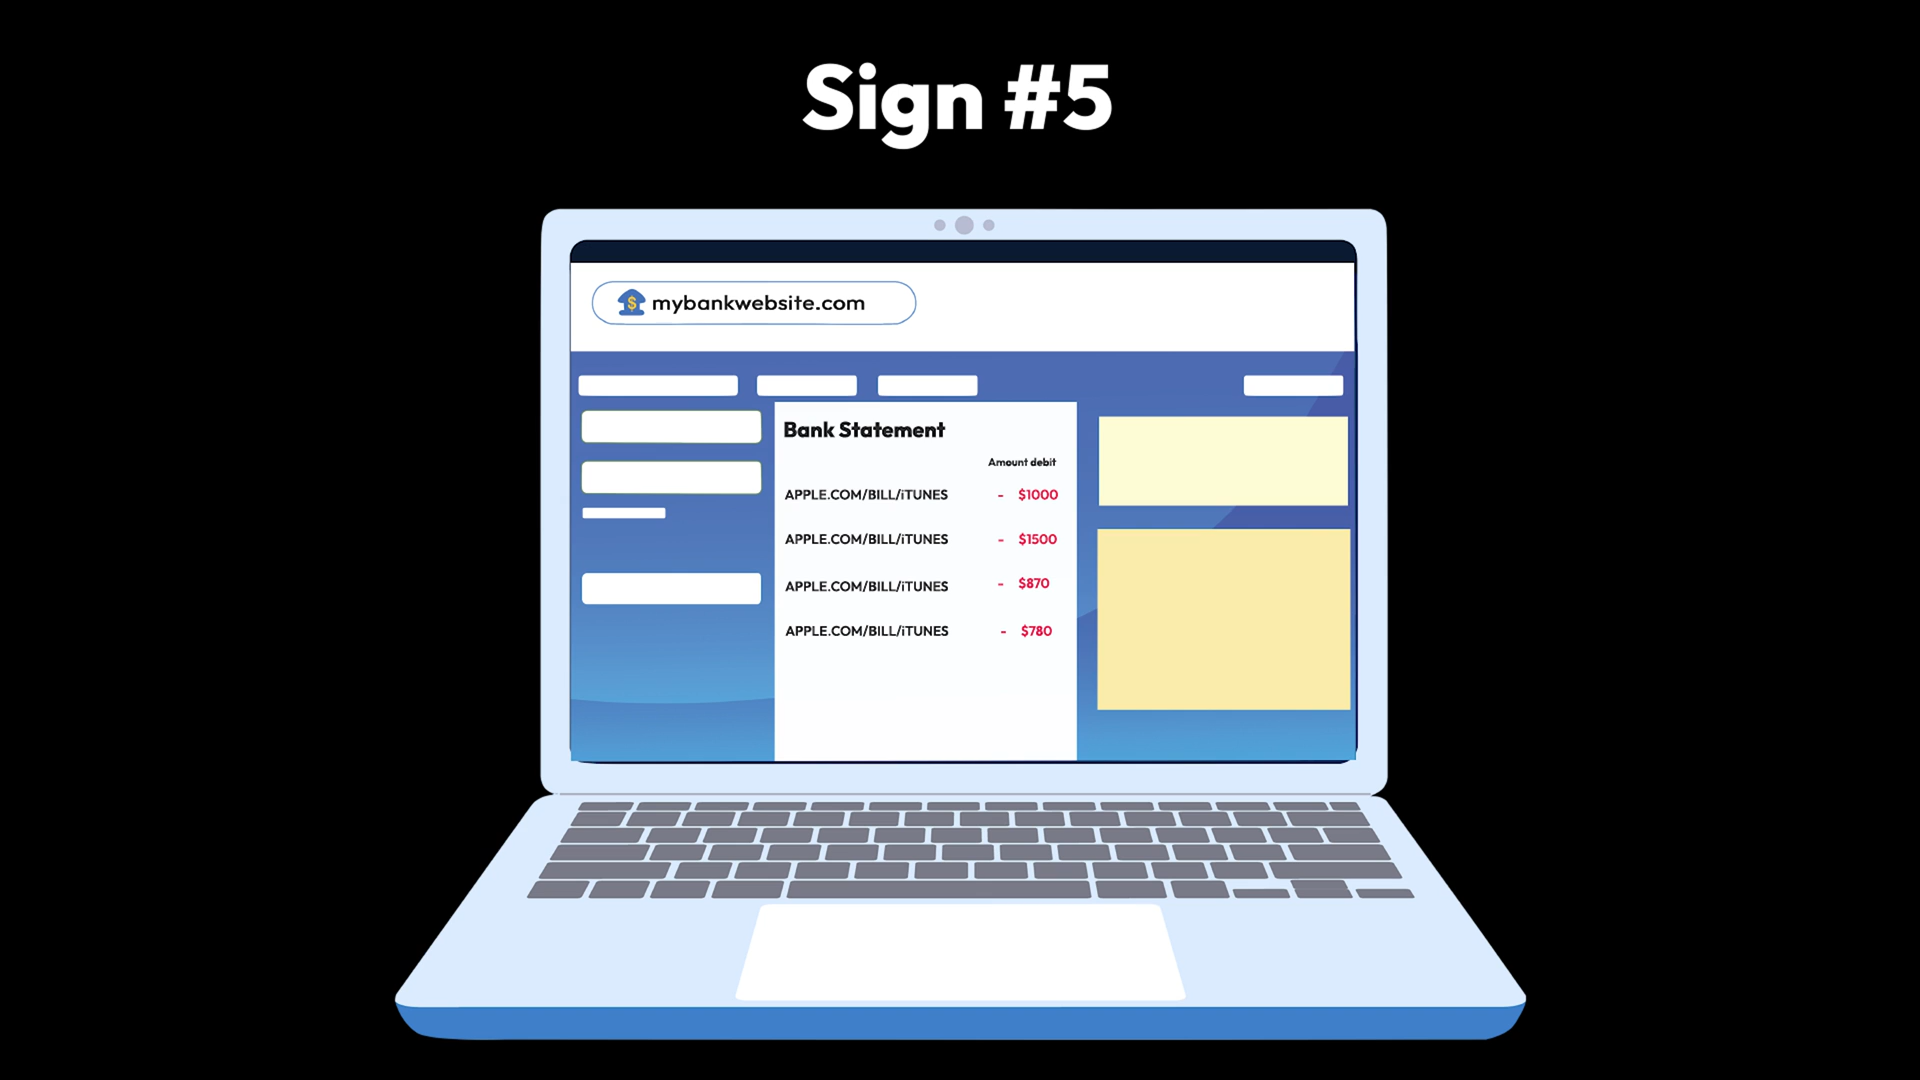 Sign #5
mybankwebsite.com
Bank Statement
Amount debit
APPLE.COM/BILL/iTUNES - $1000
APPLE.COM/BILL/iTUNES - $1500
APPLE.COM/BILL/iTUNES - $870
APPLE.COM/BILL/iTUNES - $780